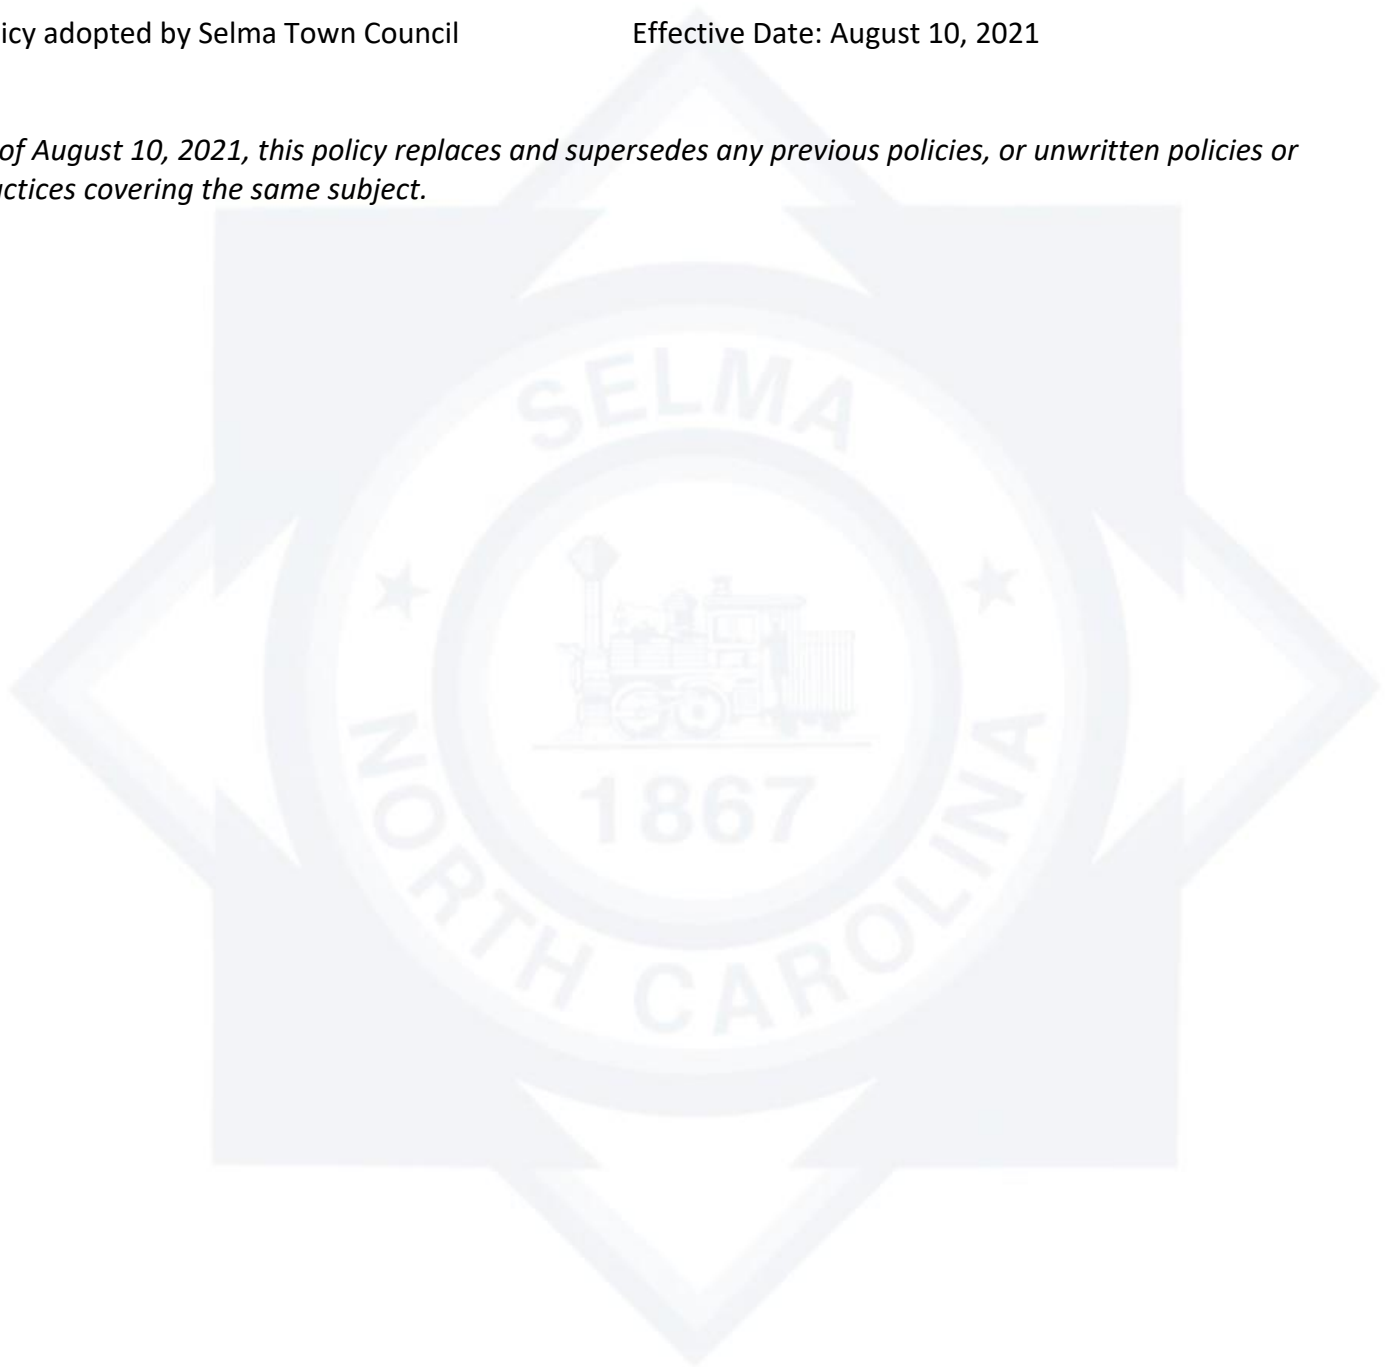 icy adopted by Selma Town Council Effective Date: August 10, 2021
of August 10, 2021, this policy replaces and supersedes any previous policies, or unwritten policies or
ctices covering the same subject.
SELMA
1867
NORTH CAROLINA